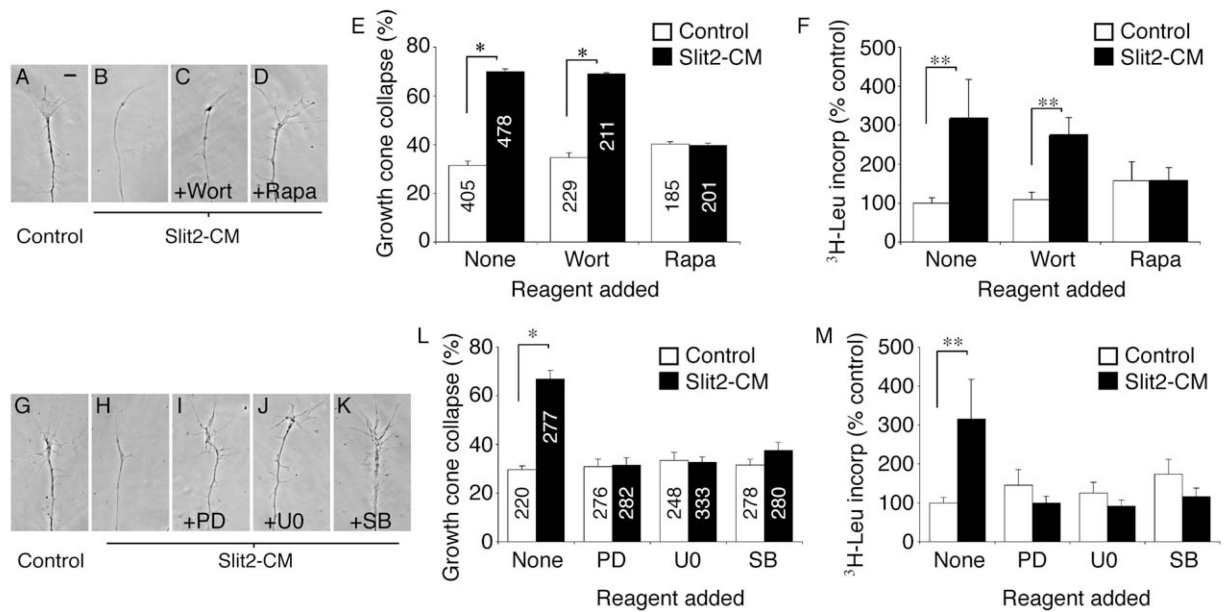 A
B
C
D
+Wort
+Rapa
Control
Slit2-CM
E
Growth cone collapse (%)
80
60
40
20
0
Control
Slit2-CM
*
*
405
478
229
211
185
201
None
Wort
Rapa
Reagent added
F
³H-Leu incorp (% control)
500
400
300
200
100
0
Control
Slit2-CM
**
**
None
Wort
Rapa
Reagent added
G
H
I
J
K
+PD
+U0
+SB
Control
Slit2-CM
L
Growth cone collapse (%)
80
60
40
20
0
Control
Slit2-CM
*
220
277
276
282
248
333
278
280
None
PD
U0
SB
Reagent added
M
³H-Leu incorp (% control)
500
400
300
200
100
0
Control
Slit2-CM
**
None
PD
U0
SB
Reagent added